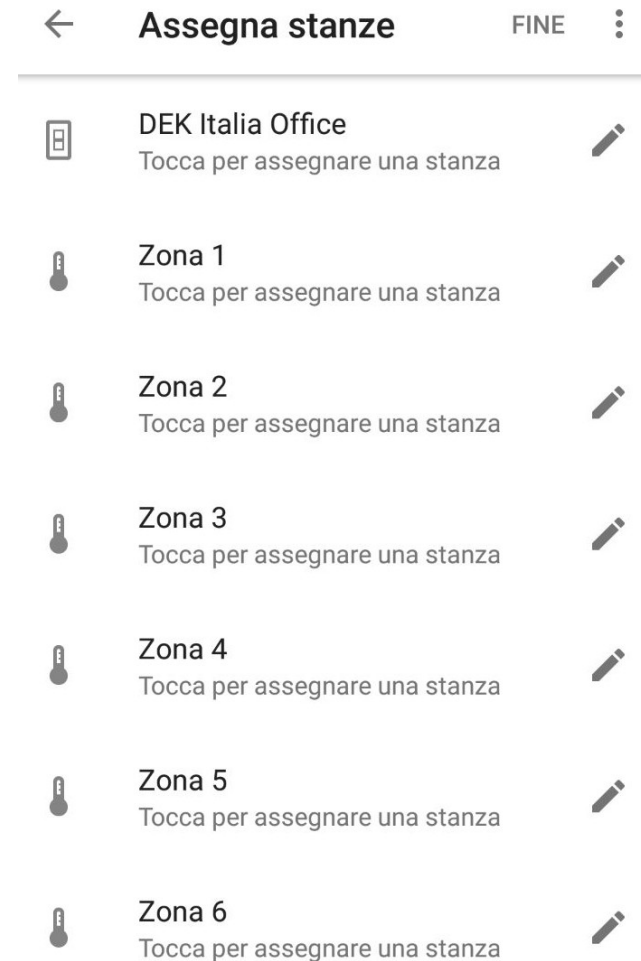 Assegna stanze FINE
DEK Italia Office
Tocca per assegnare una stanza
Zona 1
Tocca per assegnare una stanza
Zona 2
Tocca per assegnare una stanza
Zona 3
Tocca per assegnare una stanza
Zona 4
Tocca per assegnare una stanza
Zona 5
Tocca per assegnare una stanza
Zona 6
Tocca per assegnare una stanza